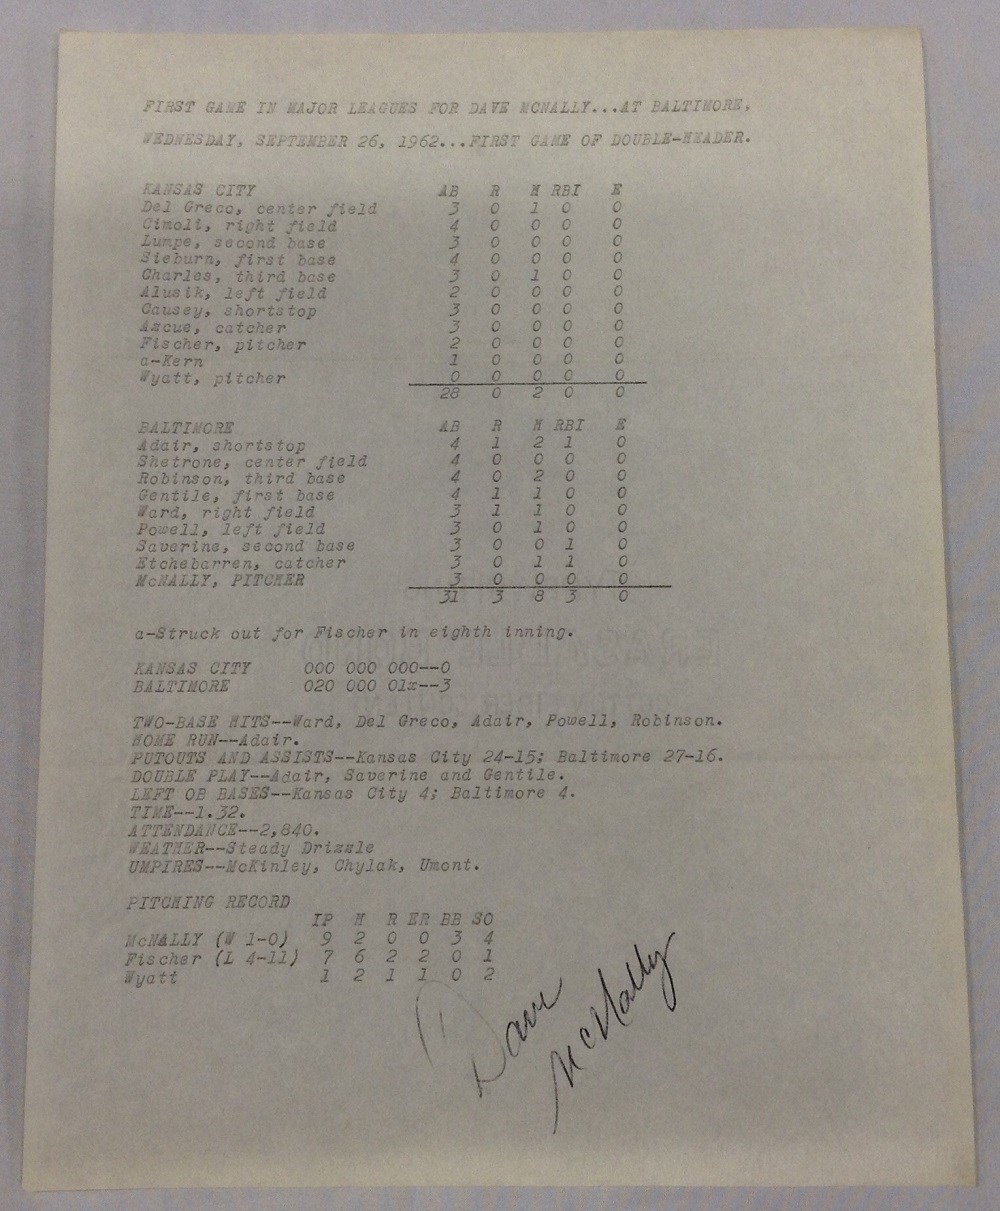 FIRST GAME IN MAJOR LEAGUES FOR DAVE MCNALLY...AT BALTIMORE,
WEDNESDAY, SEPTEMBER 26, 1962...FIRST GAME OF DOUBLE-HEADER.
KANSAS CITY AB R H RBI E
Del Greco, center field 3 0 1 0 0
Cimoli, right field 4 0 0 0 0
Lumpe, second base 3 0 0 0 0
Sieburn, first base 4 0 0 0 0
Charles, third base 3 0 1 0 0
Alusik, left field 2 0 0 0 0
Causey, shortstop 3 0 0 0 0
Azcue, catcher 3 0 0 0 0
Fischer, pitcher 2 0 0 0 0
a-Kern 1 0 0 0 0
Wyatt, pitcher 0 0 0 0 0
28 0 2 0 0
BALTIMORE AB R H RBI E
Adair, shortstop 4 1 2 1 0
Shetrone, center field 4 0 0 0 0
Robinson, third base 4 0 2 0 0
Gentile, first base 4 1 1 0 0
Ward, right field 3 1 1 0 0
Powell, left field 3 0 1 0 0
Saverine, second base 3 0 0 1 0
Etchebarren, catcher 3 0 1 1 0
McNALLY, PITCHER 3 0 0 0 0
31 3 8 3 0
a-Struck out for Fischer in eighth inning.
KANSAS CITY 000 000 000--0
BALTIMORE 020 000 01x--3
TWO-BASE HITS--Ward, Del Greco, Adair, Powell, Robinson.
HOME RUN--Adair.
PUTOUTS AND ASSISTS--Kansas City 24-15; Baltimore 27-16.
DOUBLE PLAY--Adair, Saverine and Gentile.
LEFT OB BASES--Kansas City 4; Baltimore 4.
TIME--1.32.
ATTENDANCE--2,840.
WEATHER--Steady Drizzle
UMPIRES--McKinley, Chylak, Umont.
PITCHING RECORD
IP H R ER BB SO
McNALLY (W 1-0) 9 2 0 0 3 4
Fischer (L 4-11) 7 6 2 2 0 1
Wyatt 1 2 1 1 0 2
Dave
McNally